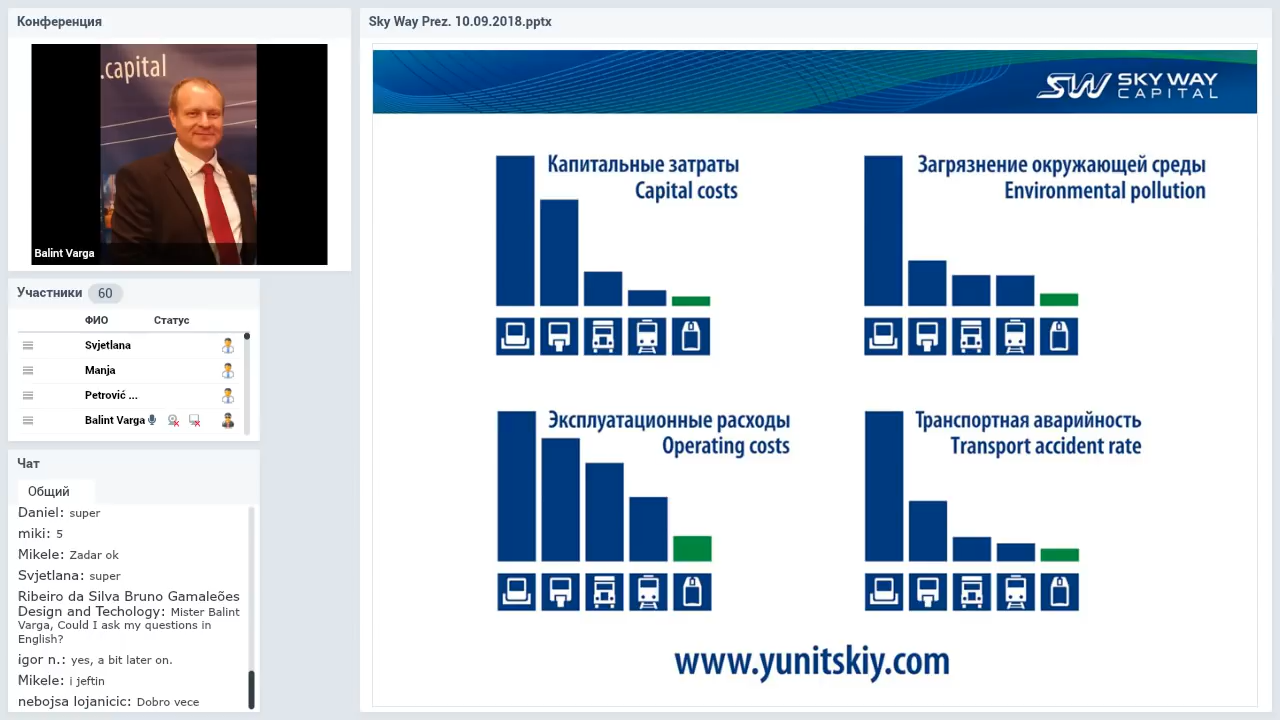 Конференция
.capital
Balint Varga
Участники 60
ФИО Статус
Svjetlana
Manja
Petrović ...
Balint Varga
Чат
Общий
Daniel: super
miki: 5
Mikele: Zadar ok
Svjetlana: super
Ribeiro da Silva Bruno Gamaleões
Design and Techology: Mister Balint
Varga, Could I ask my questions in
English?
igor n.: yes, a bit later on.
Mikele: i jeftin
nebojsa lojanicic: Dobro vece
Sky Way Prez. 10.09.2018.pptx
SW SKY WAY
CAPITAL
Капитальные затраты
Capital costs
Загрязнение окружающей среды
Environmental pollution
Эксплуатационные расходы
Operating costs
Транспортная аварийность
Transport accident rate
www.yunitskiy.com